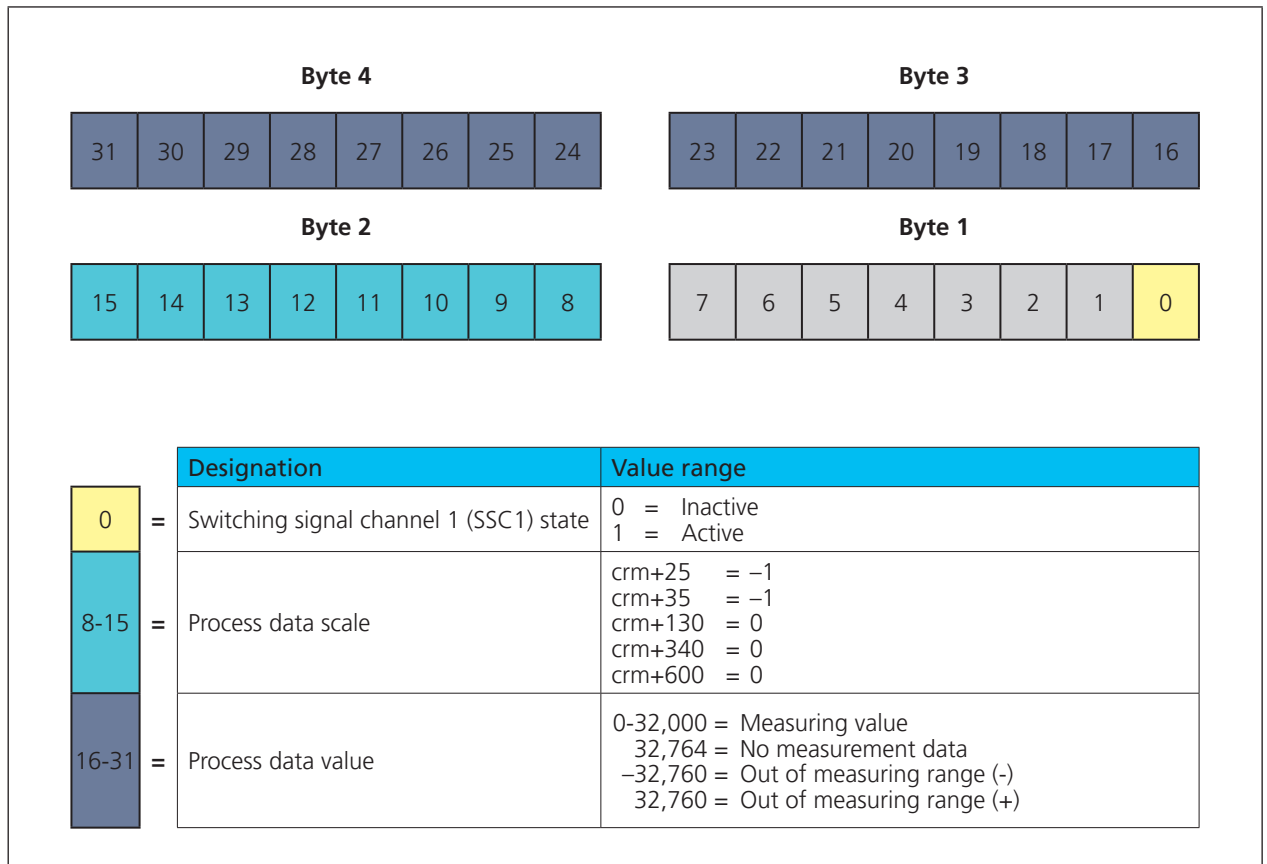 Byte 4
Byte 3
31 30 29 28 27 26 25 24
23 22 21 20 19 18 17 16
Byte 2
Byte 1
15 14 13 12 11 10 9 8
7 6 5 4 3 2 1 0
Designation
Value range
0 = Switching signal channel 1 (SSC1) state
0 = Inactive
1 = Active
8-15 = Process data scale
crm+25 = –1
crm+35 = –1
crm+130 = 0
crm+340 = 0
crm+600 = 0
16-31 = Process data value
0-32,000 = Measuring value
32,764 = No measurement data
–32,760 = Out of measuring range (-)
32,760 = Out of measuring range (+)